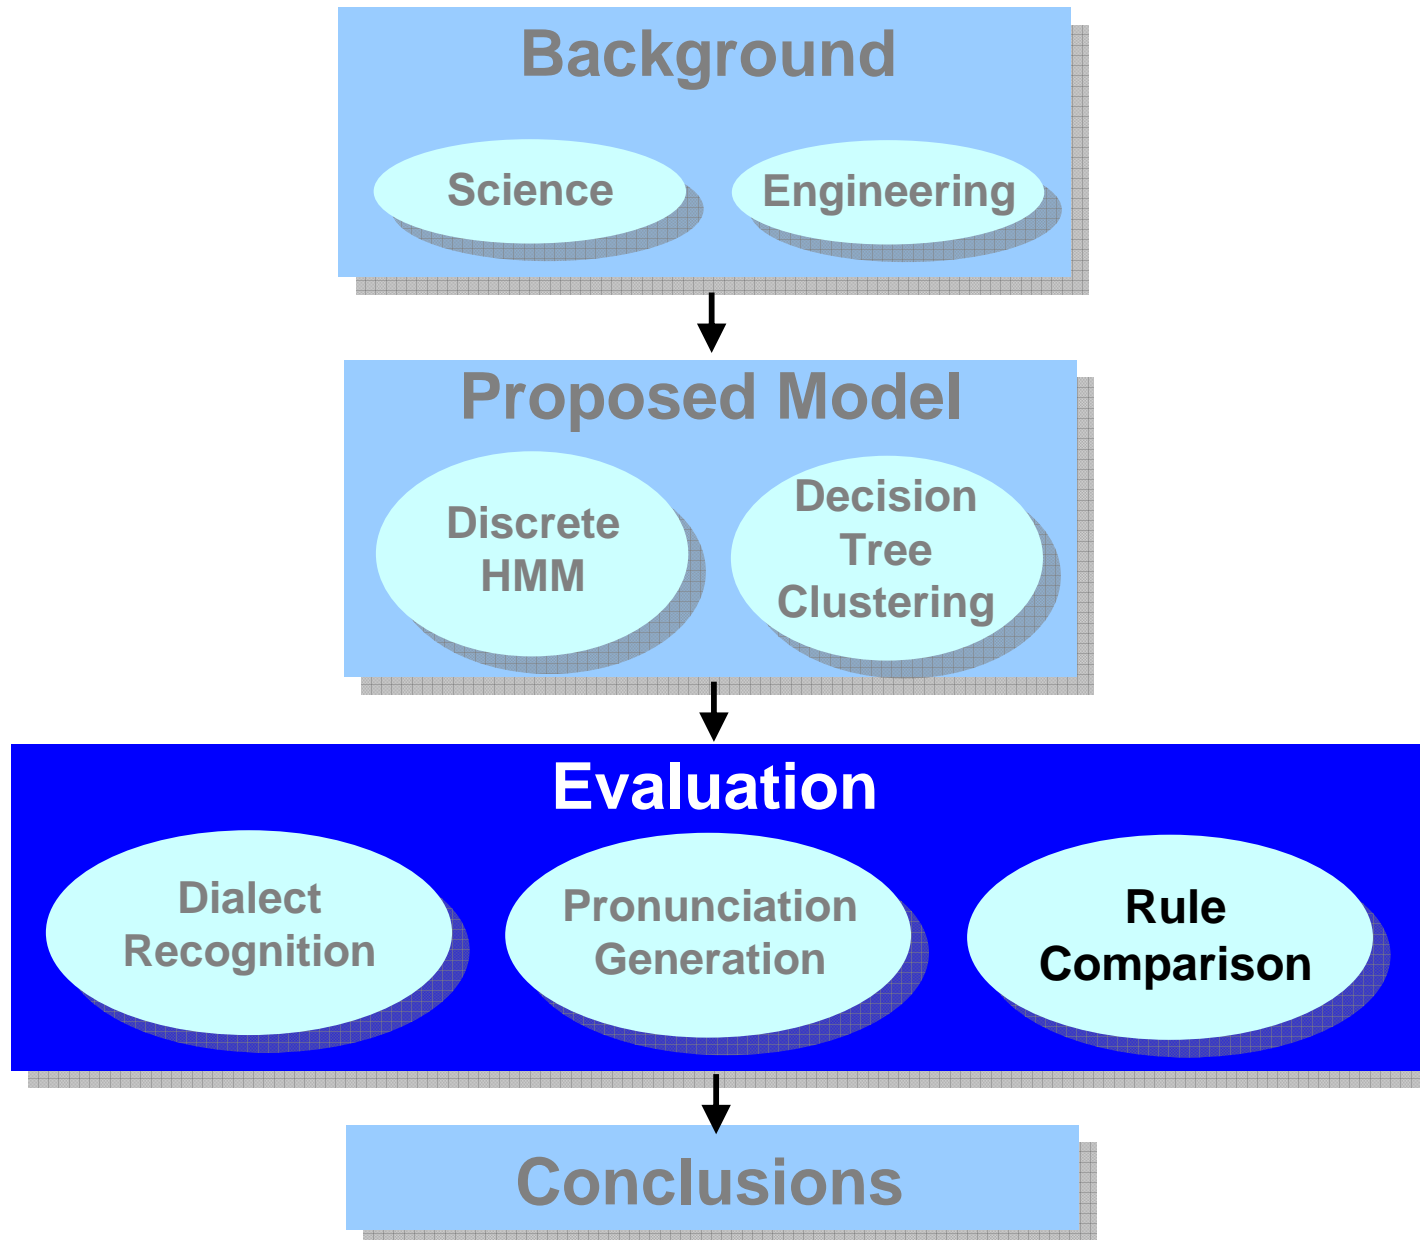 Background
Science
Engineering
Proposed Model
Discrete
HMM
Decision
Tree
Clustering
Evaluation
Dialect
Recognition
Pronunciation
Generation
Rule
Comparison
Conclusions